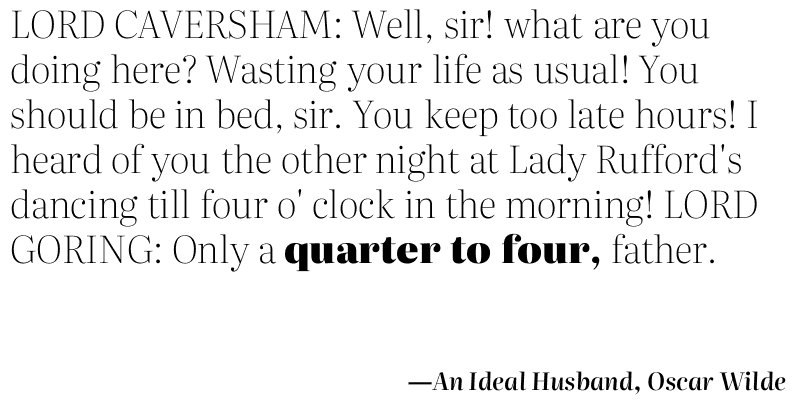 LORD CAVERSHAM: Well, sir! what are you
doing here? Wasting your life as usual! You
should be in bed, sir. You keep too late hours! I
heard of you the other night at Lady Rufford's
dancing till four o' clock in the morning! LORD
GORING: Only a quarter to four, father.
—An Ideal Husband, Oscar Wilde